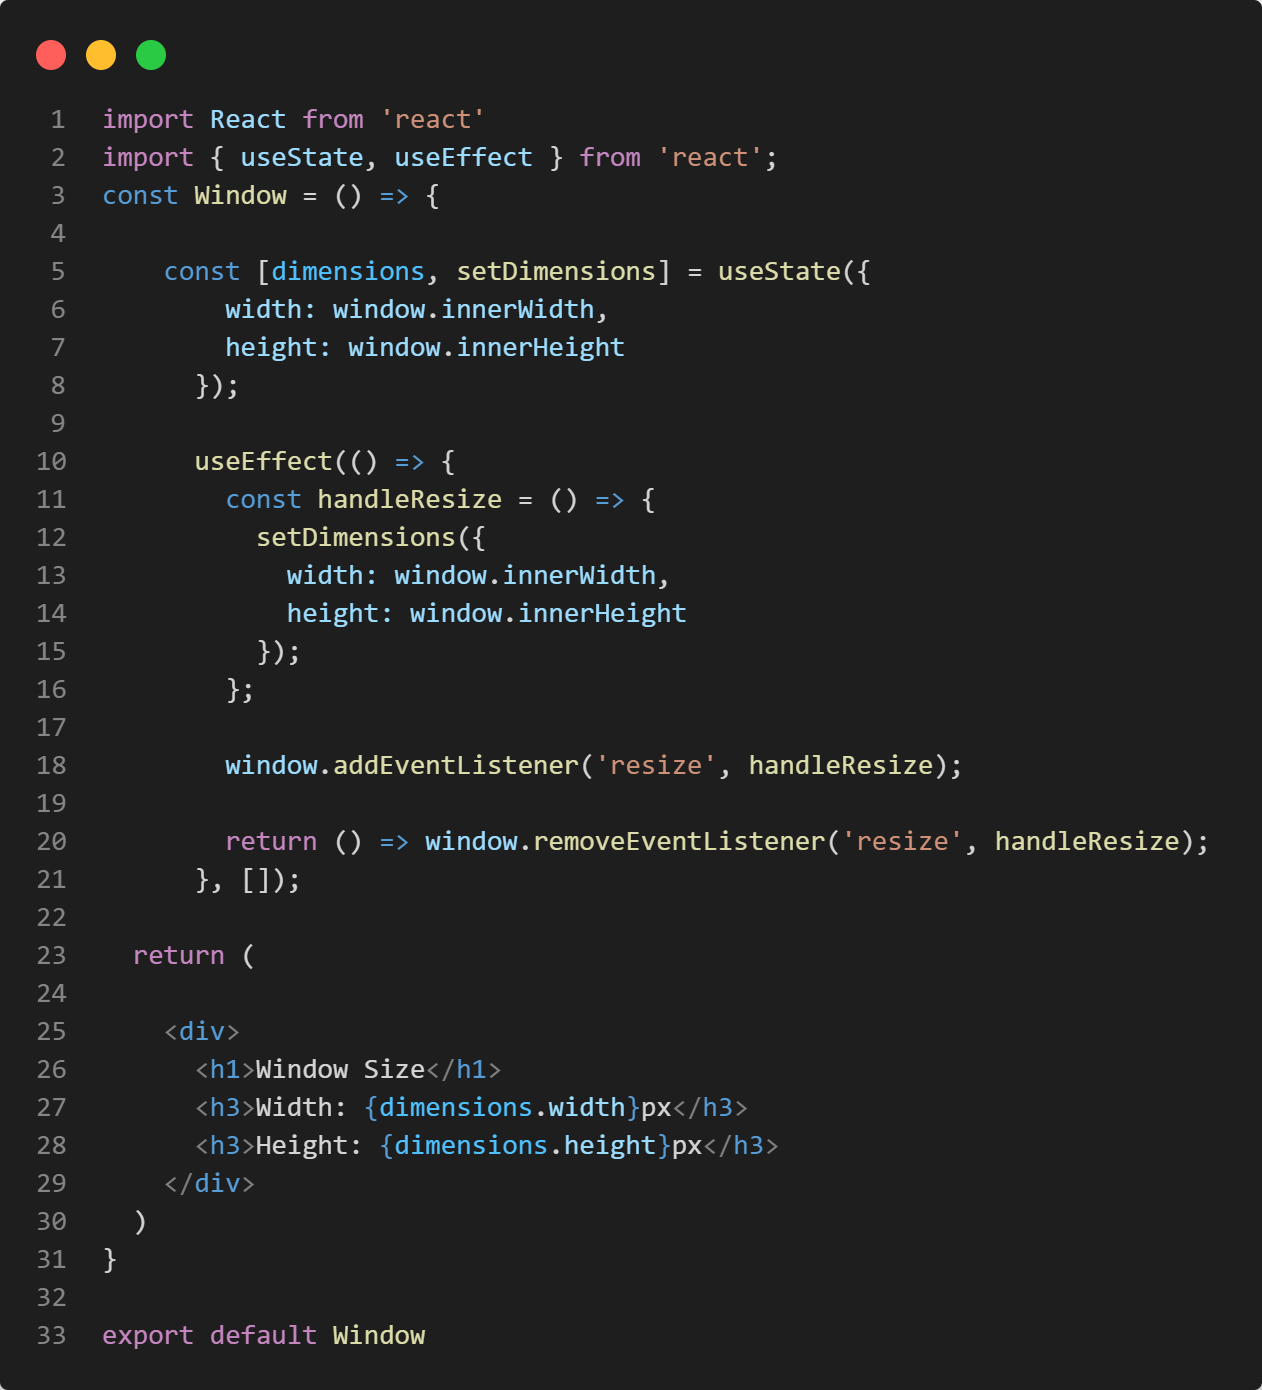 1 import React from 'react'
2 import { useState, useEffect } from 'react';
3 const Window = () => {
4
5     const [dimensions, setDimensions] = useState({
6         width: window.innerWidth,
7         height: window.innerHeight
8       });
9
10       useEffect(() => {
11         const handleResize = () => {
12           setDimensions({
13             width: window.innerWidth,
14             height: window.innerHeight
15           });
16         };
17
18         window.addEventListener('resize', handleResize);
19
20         return () => window.removeEventListener('resize', handleResize);
21       }, []);
22
23   return (
24
25     <div>
26       <h1>Window Size</h1>
27       <h3>Width: {dimensions.width}px</h3>
28       <h3>Height: {dimensions.height}px</h3>
29     </div>
30   )
31 }
32
33 export default Window